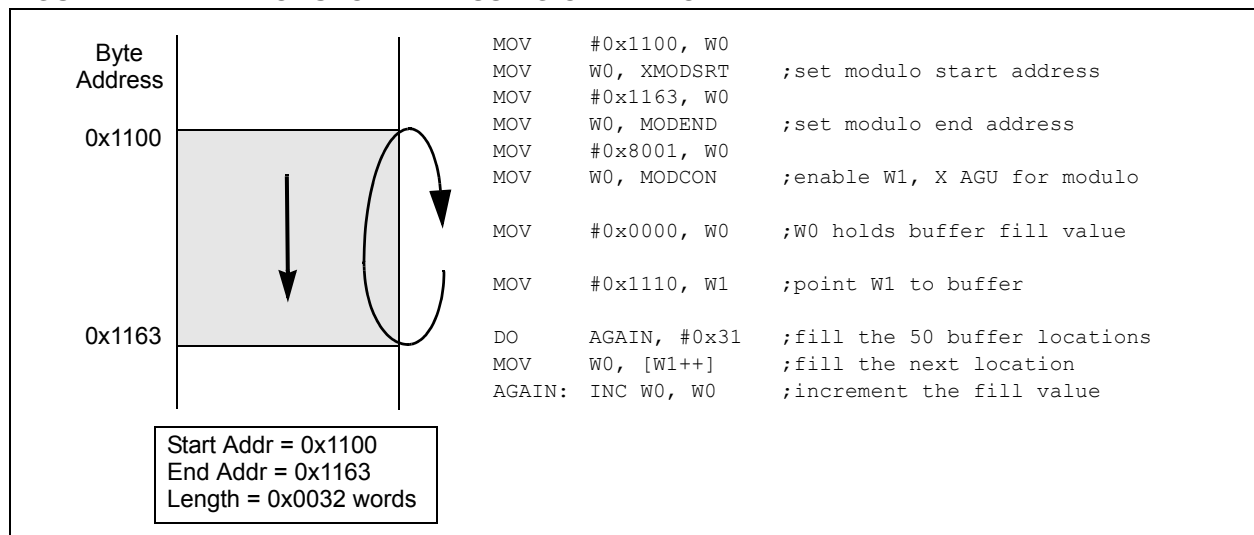 Byte
Address
0x1100
0x1163
Start Addr = 0x1100
End Addr = 0x1163
Length = 0x0032 words
MOV #0x1100, W0
MOV W0, XMODSRT ;set modulo start address
MOV #0x1163, W0
MOV W0, MODEND ;set modulo end address
MOV #0x8001, W0
MOV W0, MODCON ;enable W1, X AGU for modulo
MOV #0x0000, W0 ;W0 holds buffer fill value
MOV #0x1110, W1 ;point W1 to buffer
DO AGAIN, #0x31 ;fill the 50 buffer locations
MOV W0, [W1++] ;fill the next location
AGAIN: INC W0, W0 ;increment the fill value